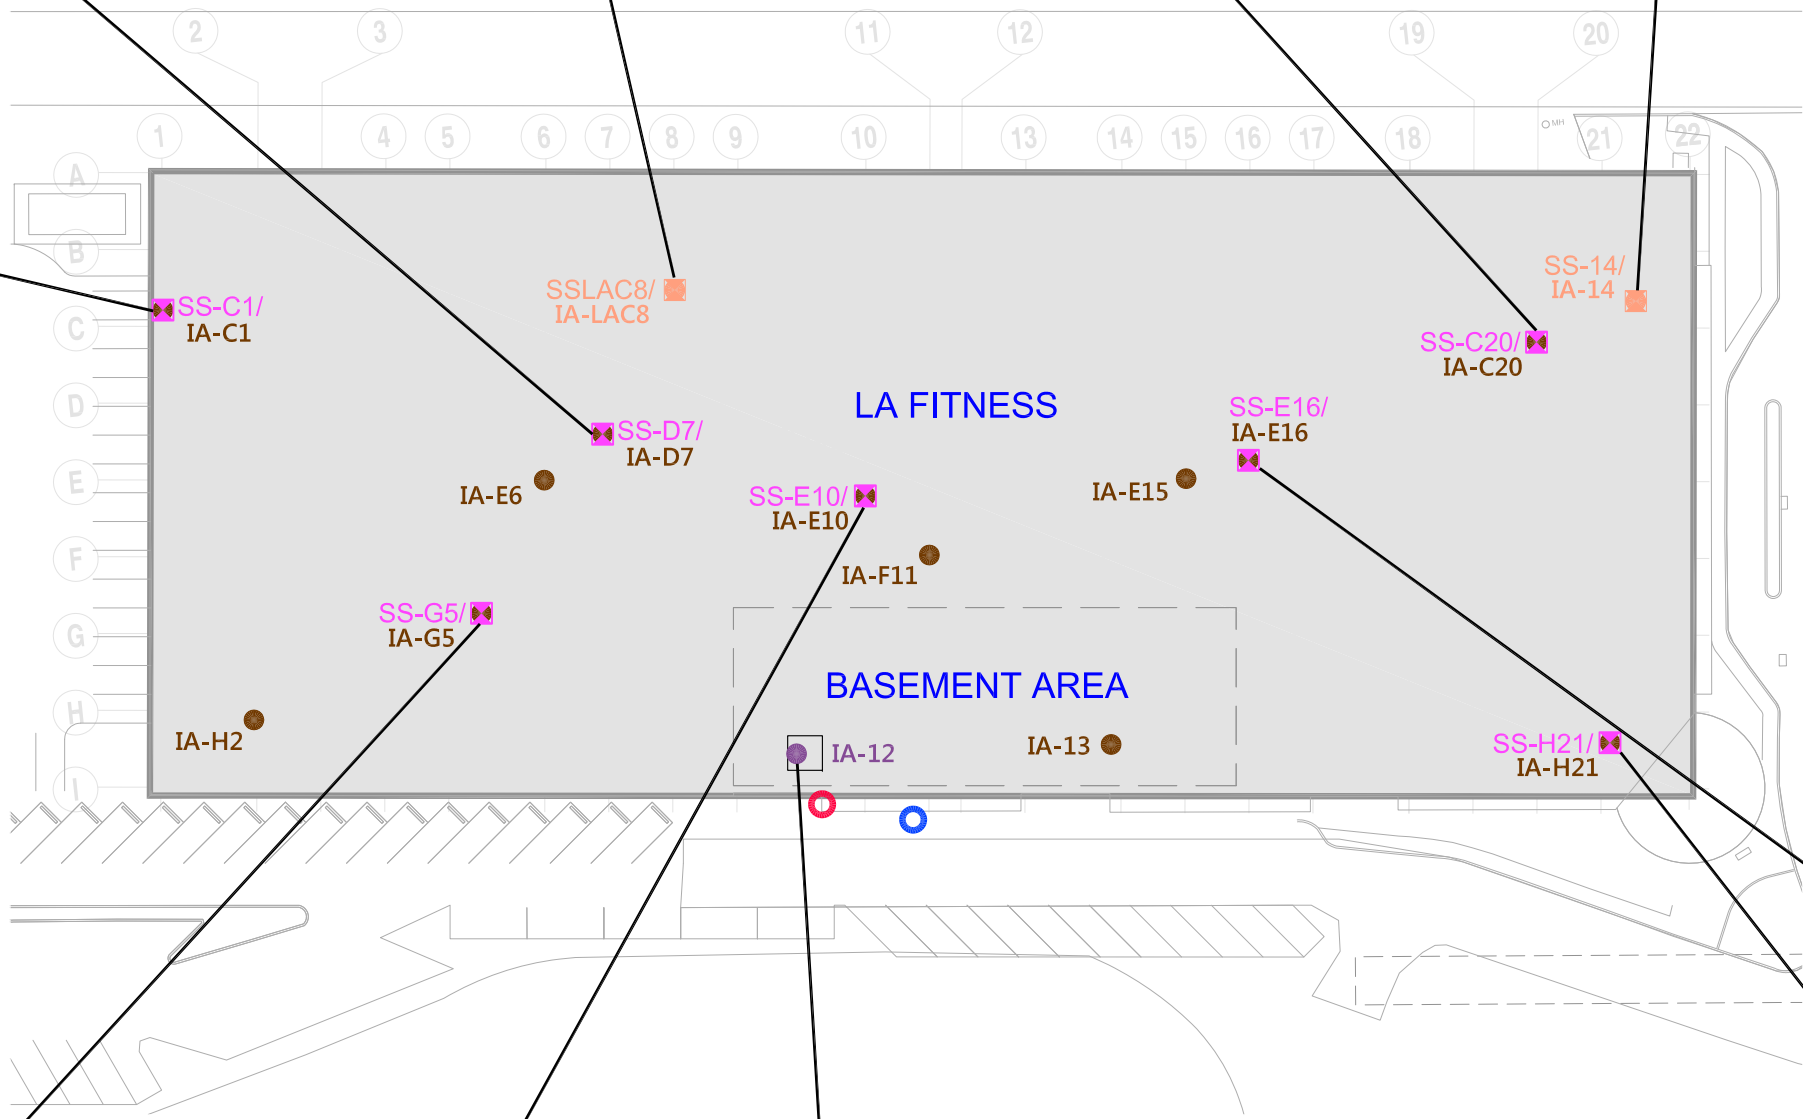 2
3
11
12
19
20
1
4
5
6
7
8
9
10
13
14
15
16
17
18
MH
21
22
A
B
SS-14/
IA-14
SSLAC8/
IA-LAC8
SS-C1/
IA-C1
C
SS-C20/
IA-C20
D
LA FITNESS
SS-E16/
IA-E16
SS-D7/
IA-D7
E
IA-E6
SS-E10/
IA-E10
IA-E15
F
IA-F11
SS-G5/
IA-G5
G
BASEMENT AREA
H
IA-H2
IA-12
IA-13
SS-H21/
IA-H21
I